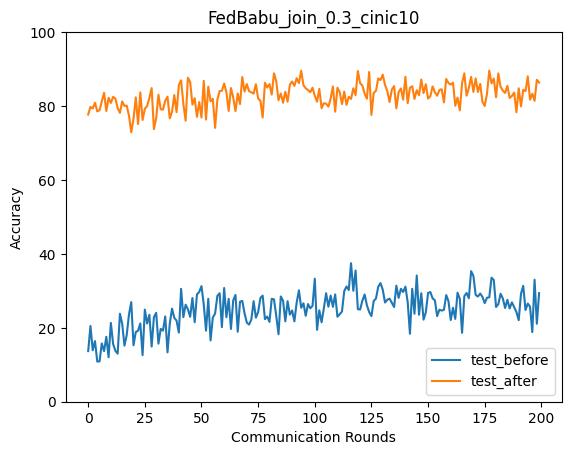 FedBabu_join_0.3_cinic10
100
80
60
40
20
0
Accuracy
0 25 50 75 100 125 150 175 200
Communication Rounds
test_before
test_after